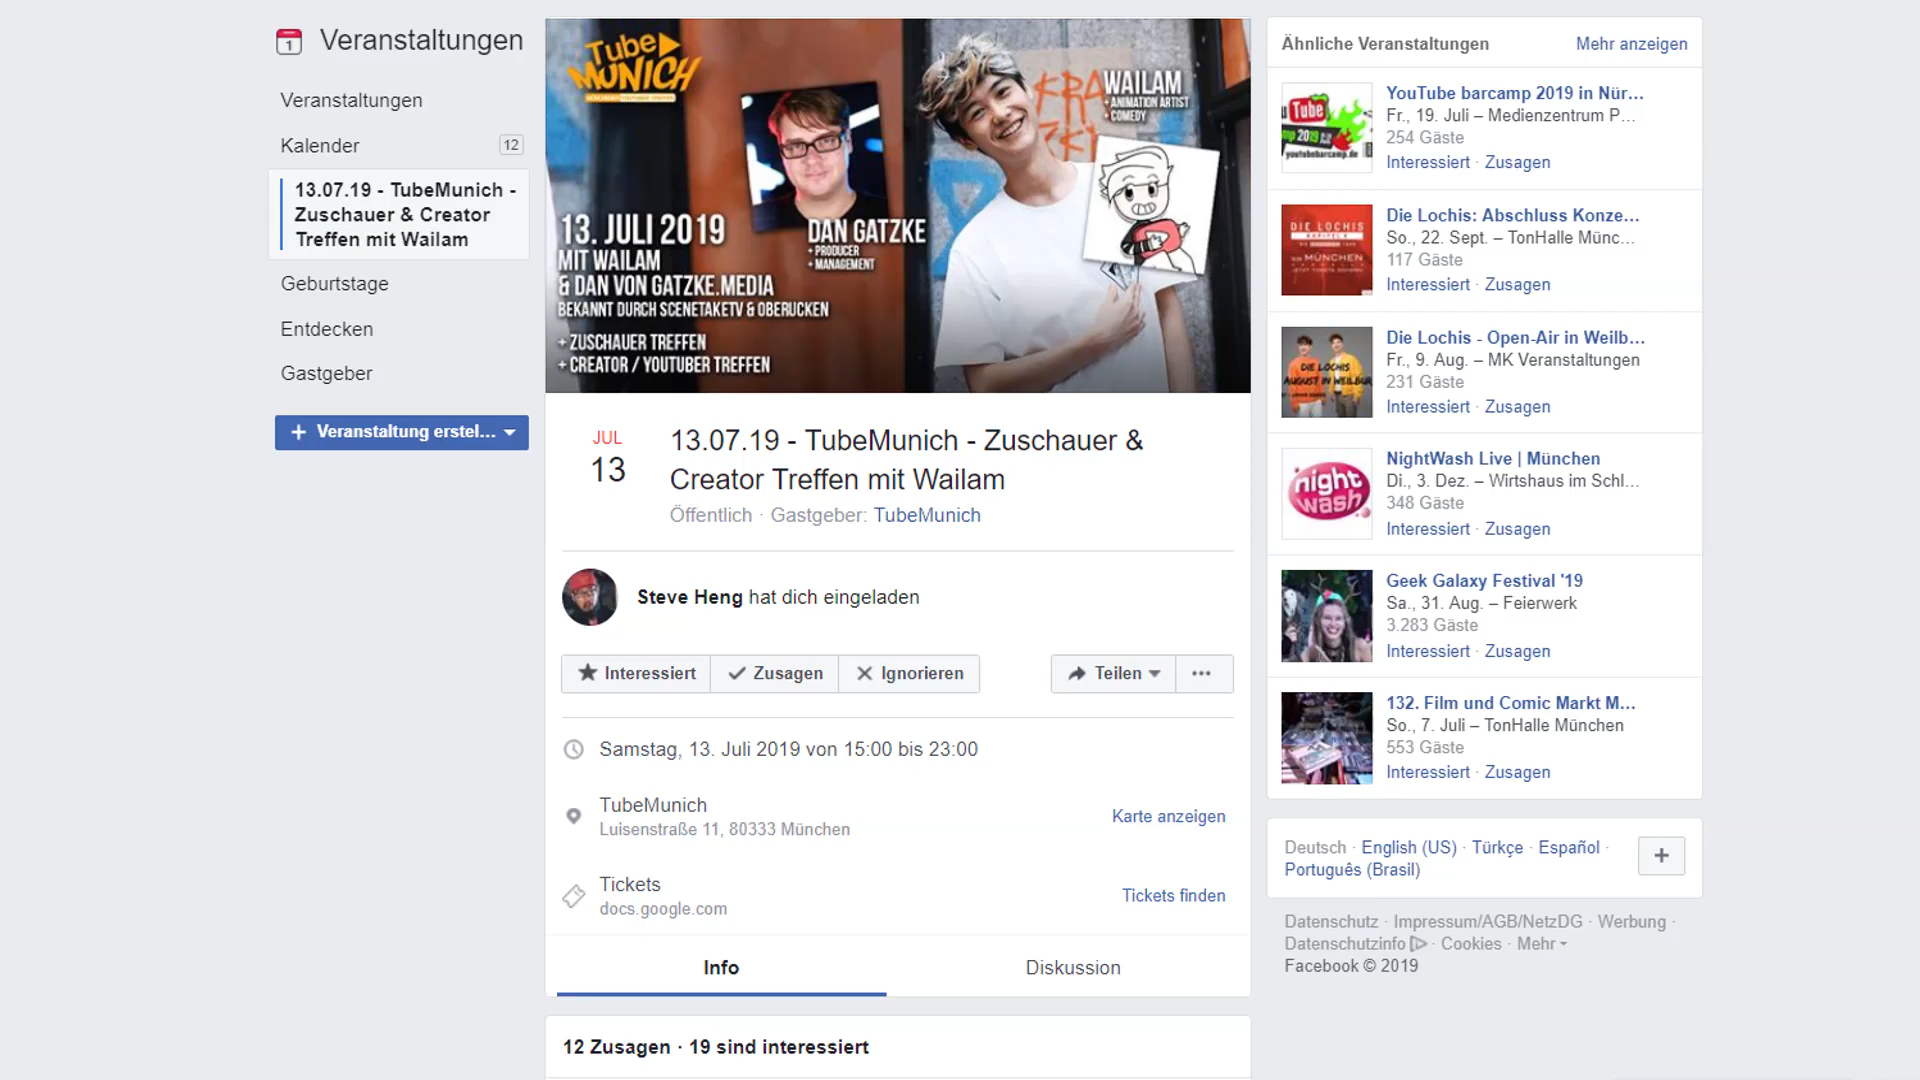 Veranstaltungen
Veranstaltungen
Kalender 12
13.07.19 - TubeMunich -
Zuschauer & Creator
Treffen mit Wailam
Geburtstage
Entdecken
Gastgeber
+ Veranstaltung erstel...
Tube
MUNICH
WAILAM
+ ANIMATION ARTIST
+ COMEDY
DAN GATZKE
+ PRODUCER
+ MANAGEMENT
13. JULI 2019
MIT WAILAM
& DAN VON GATZKE.MEDIA
BEKANNT DURCH SCENETAKETV & OBERUCKEN
+ ZUSCHAUER TREFFEN
+ CREATOR / YOUTUBER TREFFEN
JUL
13
13.07.19 - TubeMunich - Zuschauer &
Creator Treffen mit Wailam
Öffentlich · Gastgeber: TubeMunich
Steve Heng hat dich eingeladen
Interessiert Zusagen Ignorieren Teilen ...
Samstag, 13. Juli 2019 von 15:00 bis 23:00
TubeMunich
Luisenstraße 11, 80333 München
Karte anzeigen
Tickets
docs.google.com
Tickets finden
Info Diskussion
12 Zusagen · 19 sind interessiert
Ähnliche Veranstaltungen Mehr anzeigen
YouTube barcamp 2019 in Nür...
Fr., 19. Juli – Medienzentrum P...
254 Gäste
Interessiert · Zusagen
Die Lochis: Abschluss Konze...
So., 22. Sept. – TonHalle Münc...
117 Gäste
Interessiert · Zusagen
Die Lochis - Open-Air in Weilb...
Fr., 9. Aug. – MK Veranstaltungen
231 Gäste
Interessiert · Zusagen
NightWash Live | München
Di., 3. Dez. – Wirtshaus im Schl...
348 Gäste
Interessiert · Zusagen
Geek Galaxy Festival '19
Sa., 31. Aug. – Feierwerk
3.283 Gäste
Interessiert · Zusagen
132. Film und Comic Markt M...
So., 7. Juli – TonHalle München
553 Gäste
Interessiert · Zusagen
Deutsch · English (US) · Türkçe · Español ·
Português (Brasil)
Datenschutz · Impressum/AGB/NetzDG · Werbung ·
Datenschutzinfo · Cookies · Mehr
Facebook © 2019